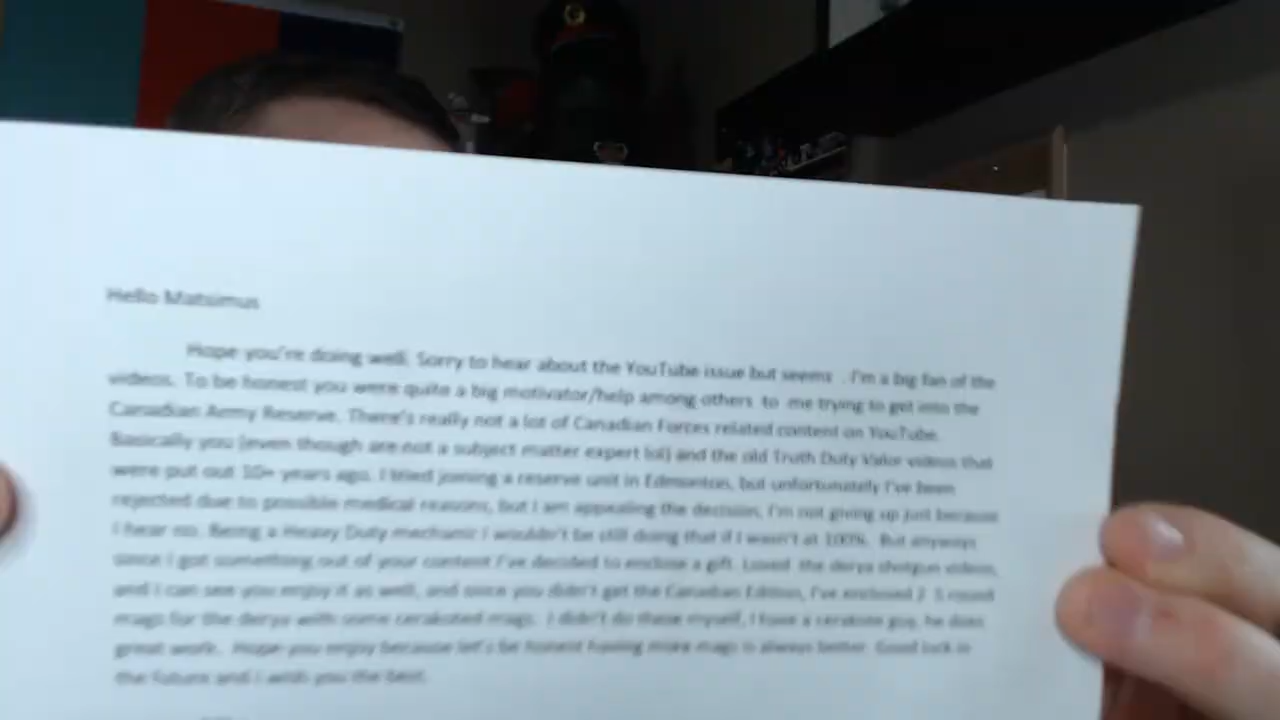 Hello Matsimus
Hope you're doing well. Sorry to hear about the YouTube issue but seems . I'm a big fan of the
videos. To be honest you were quite a big motivator/help among others to me trying to get into the
Canadian Army Reserve. There's really not a lot of Canadian Forces related content on YouTube.
Basically you (even though are not a subject matter expert lol) and the old Truth Duty Valor videos that
were put out 10+ years ago. I tried joining a reserve unit in Edmonton, but unfortunately I've been
rejected due to possible medical reasons, but I am appealing the decision, I'm not giving up just because
I hear no. Being a Heavy Duty mechanic I wouldn't be still doing that if I wasn't at 100%. But anyways
since I got something out of your content I've decided to enclose a gift. Loved the derya shotgun videos,
and I can see you enjoy it as well, and since you didn't get the Canadian Edition, I've enclosed 2 5 round
mags for the derya with some cerakoted mags. I didn't do these myself, I have a cerakote guy, he does
great work. Hope you enjoy because let's be honest having more mags is always better. Good luck in
the future and I wish you the best.